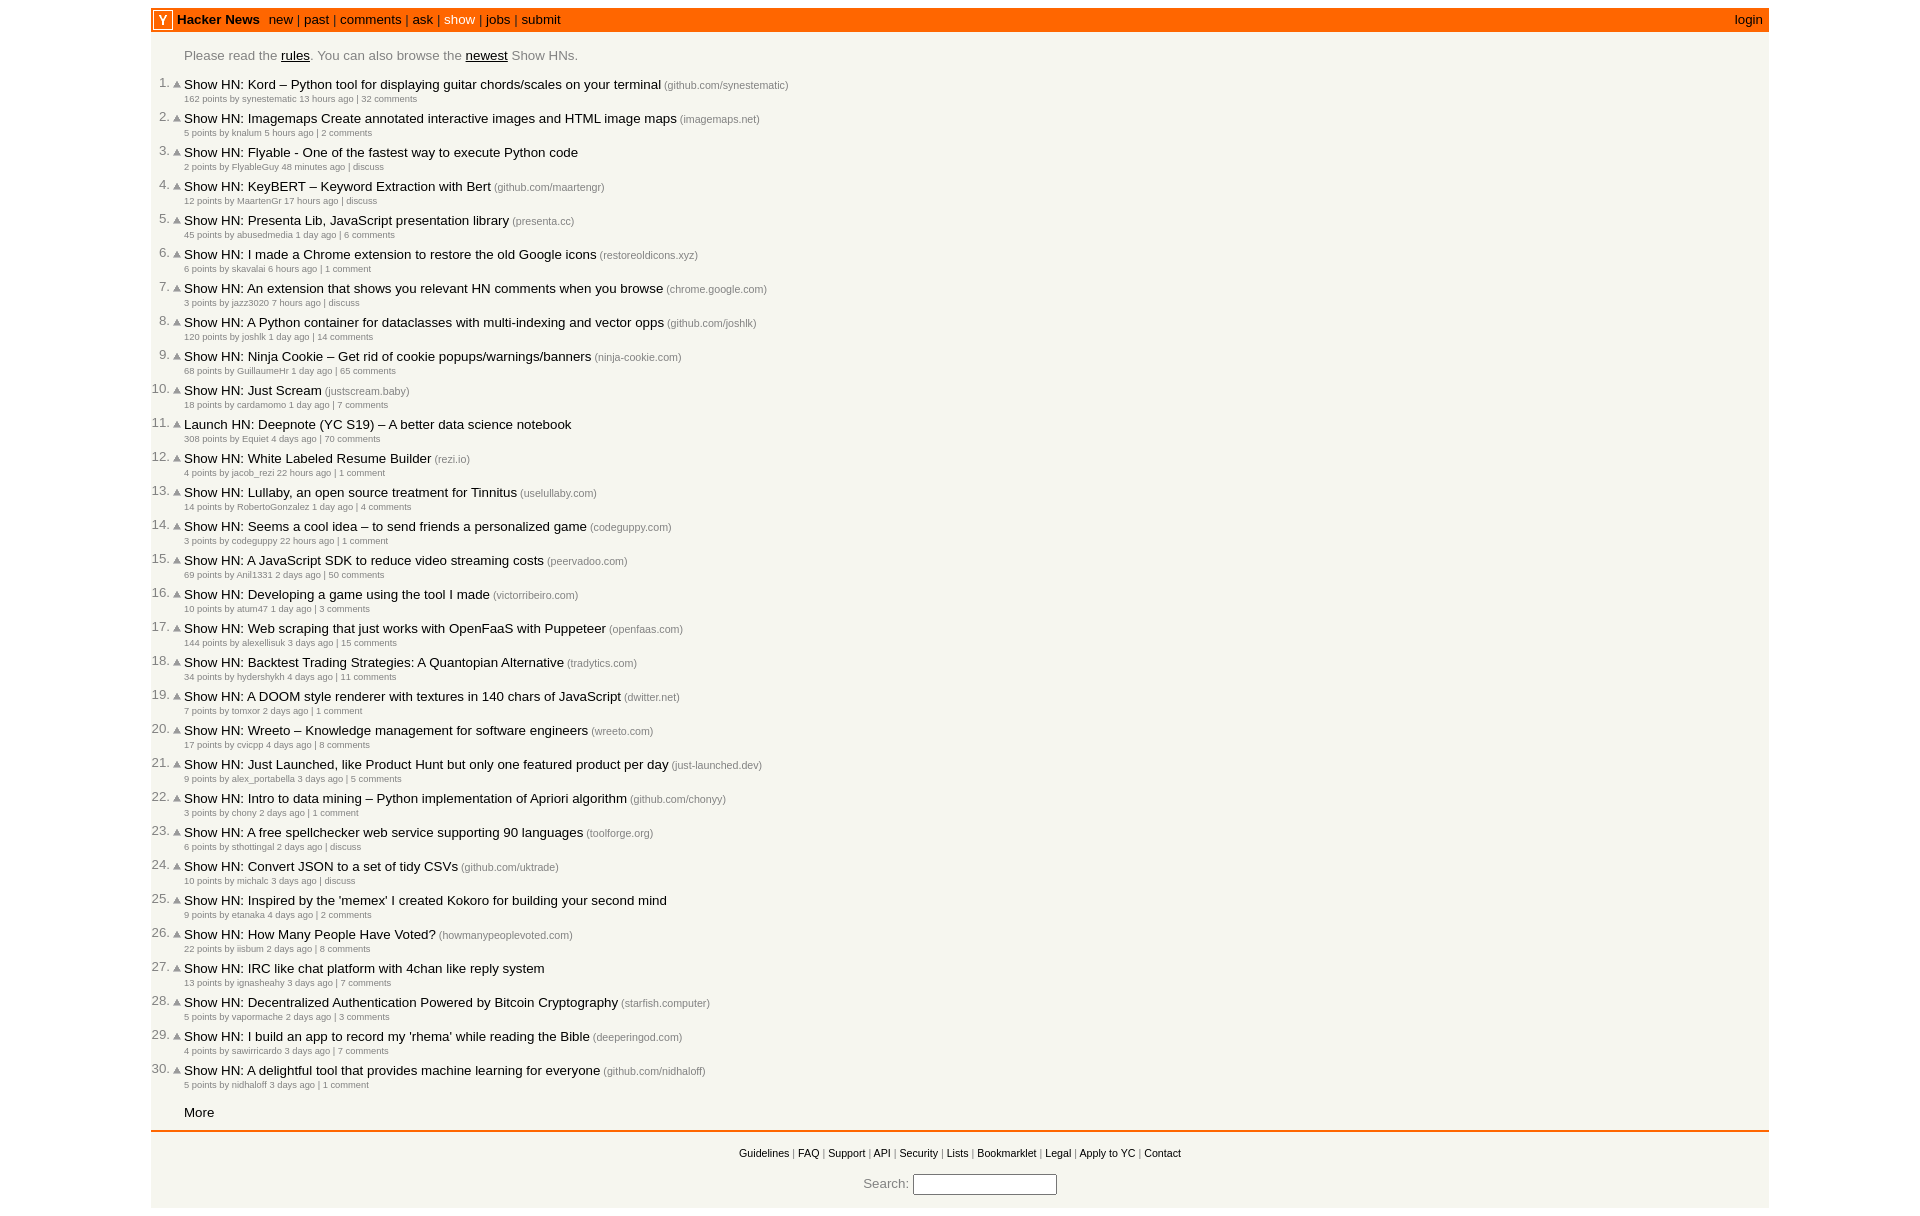 Y Hacker News new | past | comments | ask | show | jobs | submit login
Please read the rules. You can also browse the newest Show HNs.
1. Show HN: Kord – Python tool for displaying guitar chords/scales on your terminal (github.com/synestematic)
162 points by synestematic 13 hours ago | 32 comments
2. Show HN: Imagemaps Create annotated interactive images and HTML image maps (imagemaps.net)
5 points by knalum 5 hours ago | 2 comments
3. Show HN: Flyable - One of the fastest way to execute Python code
2 points by FlyableGuy 48 minutes ago | discuss
4. Show HN: KeyBERT – Keyword Extraction with Bert (github.com/maartengr)
12 points by MaartenGr 17 hours ago | discuss
5. Show HN: Presenta Lib, JavaScript presentation library (presenta.cc)
45 points by abusedmedia 1 day ago | 6 comments
6. Show HN: I made a Chrome extension to restore the old Google icons (restoreoldicons.xyz)
6 points by skavalai 6 hours ago | 1 comment
7. Show HN: An extension that shows you relevant HN comments when you browse (chrome.google.com)
3 points by jazz3020 7 hours ago | discuss
8. Show HN: A Python container for dataclasses with multi-indexing and vector opps (github.com/joshlk)
120 points by joshlk 1 day ago | 14 comments
9. Show HN: Ninja Cookie – Get rid of cookie popups/warnings/banners (ninja-cookie.com)
68 points by GuillaumeHr 1 day ago | 65 comments
10. Show HN: Just Scream (justscream.baby)
18 points by cardamomo 1 day ago | 7 comments
11. Launch HN: Deepnote (YC S19) – A better data science notebook
308 points by Equiet 4 days ago | 70 comments
12. Show HN: White Labeled Resume Builder (rezi.io)
4 points by jacob_rezi 22 hours ago | 1 comment
13. Show HN: Lullaby, an open source treatment for Tinnitus (uselullaby.com)
14 points by RobertoGonzalez 1 day ago | 4 comments
14. Show HN: Seems a cool idea – to send friends a personalized game (codeguppy.com)
3 points by codeguppy 22 hours ago | 1 comment
15. Show HN: A JavaScript SDK to reduce video streaming costs (peervadoo.com)
69 points by Anil1331 2 days ago | 50 comments
16. Show HN: Developing a game using the tool I made (victorribeiro.com)
10 points by atum47 1 day ago | 3 comments
17. Show HN: Web scraping that just works with OpenFaaS with Puppeteer (openfaas.com)
144 points by alexellisuk 3 days ago | 15 comments
18. Show HN: Backtest Trading Strategies: A Quantopian Alternative (tradytics.com)
34 points by hydershykh 4 days ago | 11 comments
19. Show HN: A DOOM style renderer with textures in 140 chars of JavaScript (dwitter.net)
7 points by tomxor 2 days ago | 1 comment
20. Show HN: Wreeto – Knowledge management for software engineers (wreeto.com)
17 points by cvicpp 4 days ago | 8 comments
21. Show HN: Just Launched, like Product Hunt but only one featured product per day (just-launched.dev)
9 points by alex_portabella 3 days ago | 5 comments
22. Show HN: Intro to data mining – Python implementation of Apriori algorithm (github.com/chonyy)
3 points by chony 2 days ago | 1 comment
23. Show HN: A free spellchecker web service supporting 90 languages (toolforge.org)
6 points by sthottingal 2 days ago | discuss
24. Show HN: Convert JSON to a set of tidy CSVs (github.com/uktrade)
10 points by michalc 3 days ago | discuss
25. Show HN: Inspired by the 'memex' I created Kokoro for building your second mind
9 points by etanaka 4 days ago | 2 comments
26. Show HN: How Many People Have Voted? (howmanypeoplevoted.com)
22 points by iisbum 2 days ago | 8 comments
27. Show HN: IRC like chat platform with 4chan like reply system
13 points by ignasheahy 3 days ago | 7 comments
28. Show HN: Decentralized Authentication Powered by Bitcoin Cryptography (starfish.computer)
5 points by vapormache 2 days ago | 3 comments
29. Show HN: I build an app to record my 'rhema' while reading the Bible (deeperingod.com)
4 points by sawirricardo 3 days ago | 7 comments
30. Show HN: A delightful tool that provides machine learning for everyone (github.com/nidhaloff)
5 points by nidhaloff 3 days ago | 1 comment
More
Guidelines | FAQ | Support | API | Security | Lists | Bookmarklet | Legal | Apply to YC | Contact
Search: